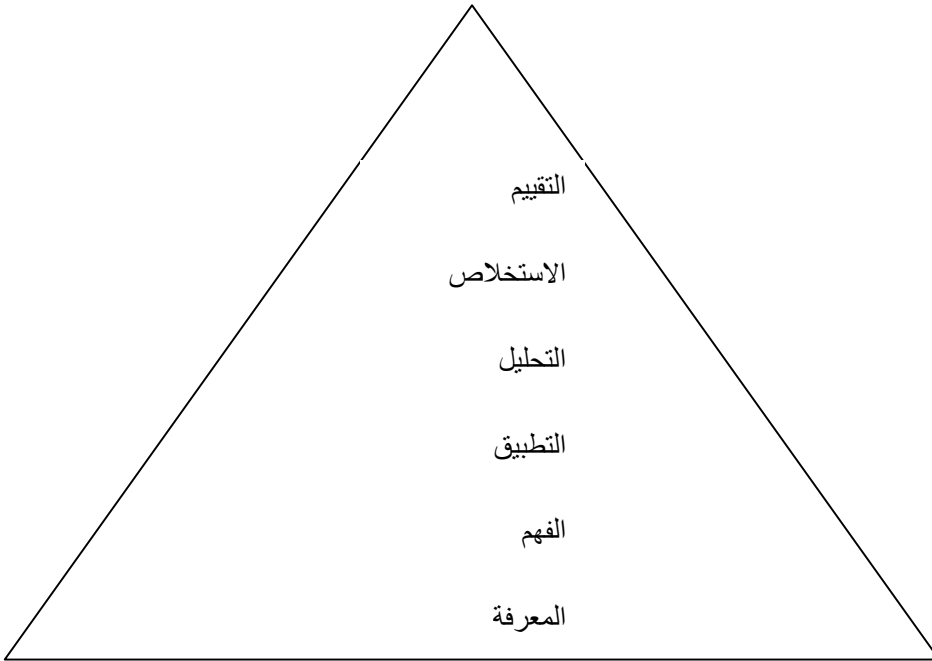 التقييم
الاستخلاص
التحليل
التطبيق
الفهم
المعرفة